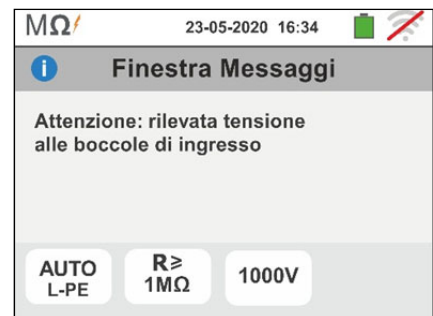 MΩ 23-05-2020 16:34
i Finestra Messaggi
Attenzione: rilevata tensione
alle boccole di ingresso
AUTO
L-PE
R≥
1MΩ
1000V